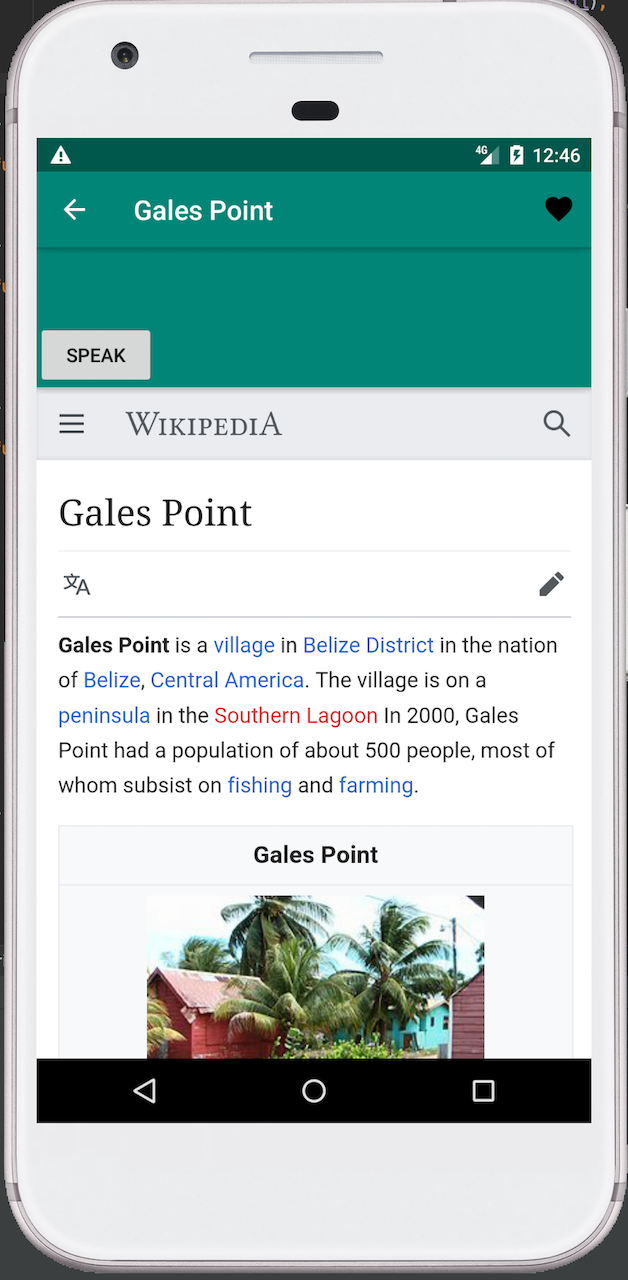 4G 12:46
Gales Point
SPEAK
WIKIPEDIA
Gales Point
文A
Gales Point is a village in Belize District in the nation
of Belize, Central America. The village is on a
peninsula in the Southern Lagoon In 2000, Gales
Point had a population of about 500 people, most of
whom subsist on fishing and farming.
Gales Point